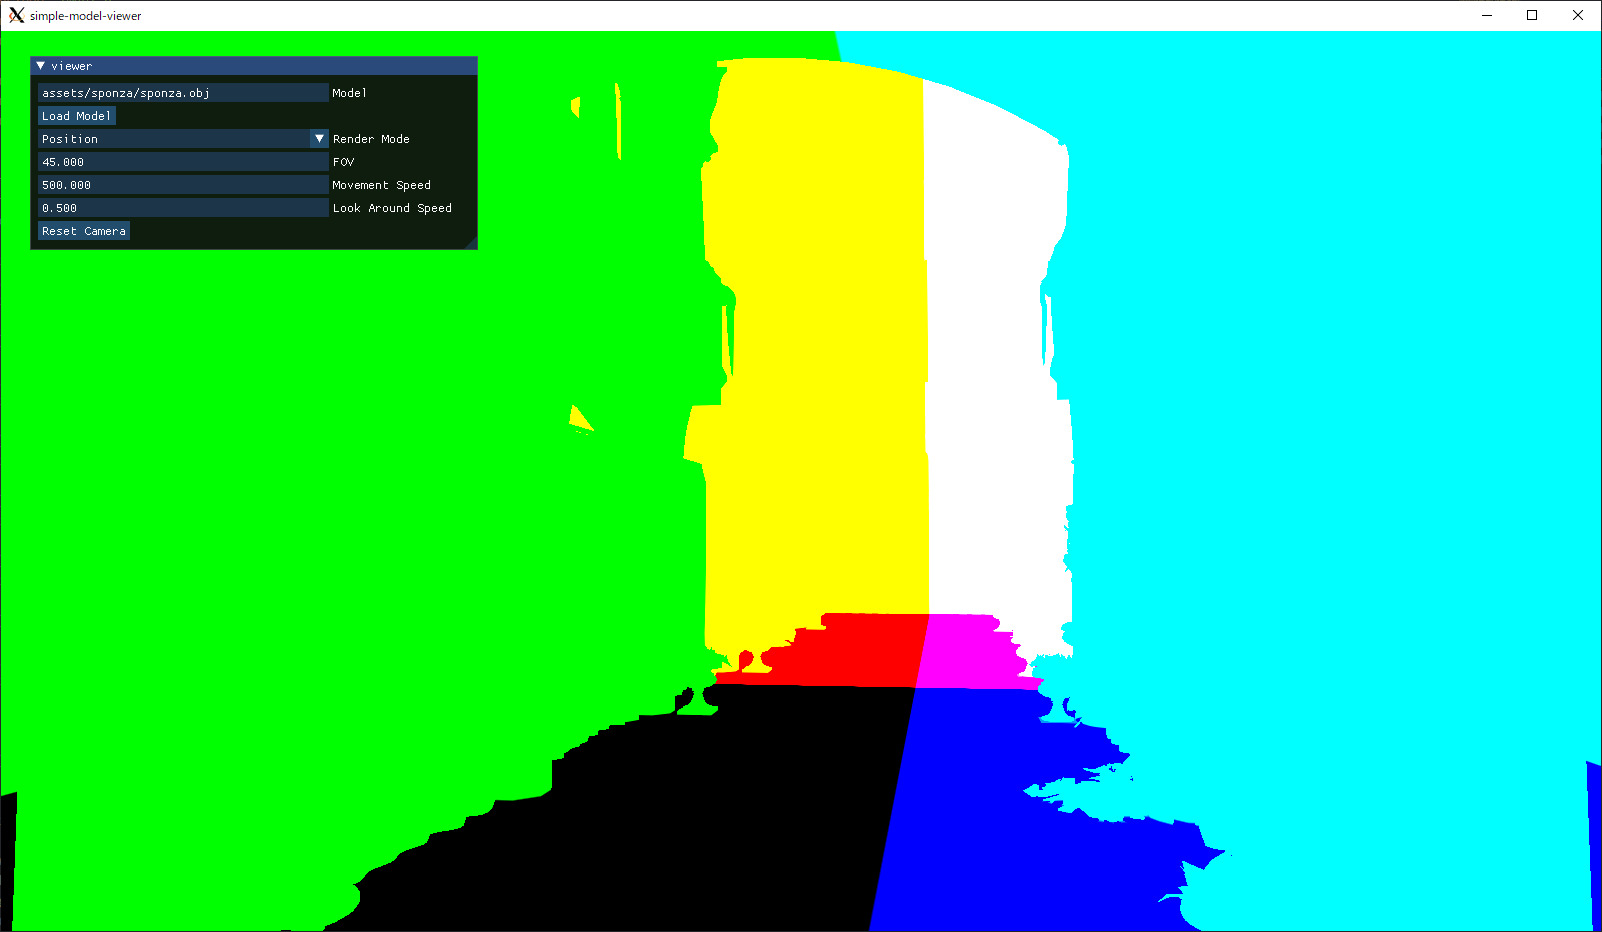 simple-model-viewer
viewer
assets/sponza/sponza.obj Model
Load Model
Position Render Mode
45.000 FOV
500.000 Movement Speed
0.500 Look Around Speed
Reset Camera